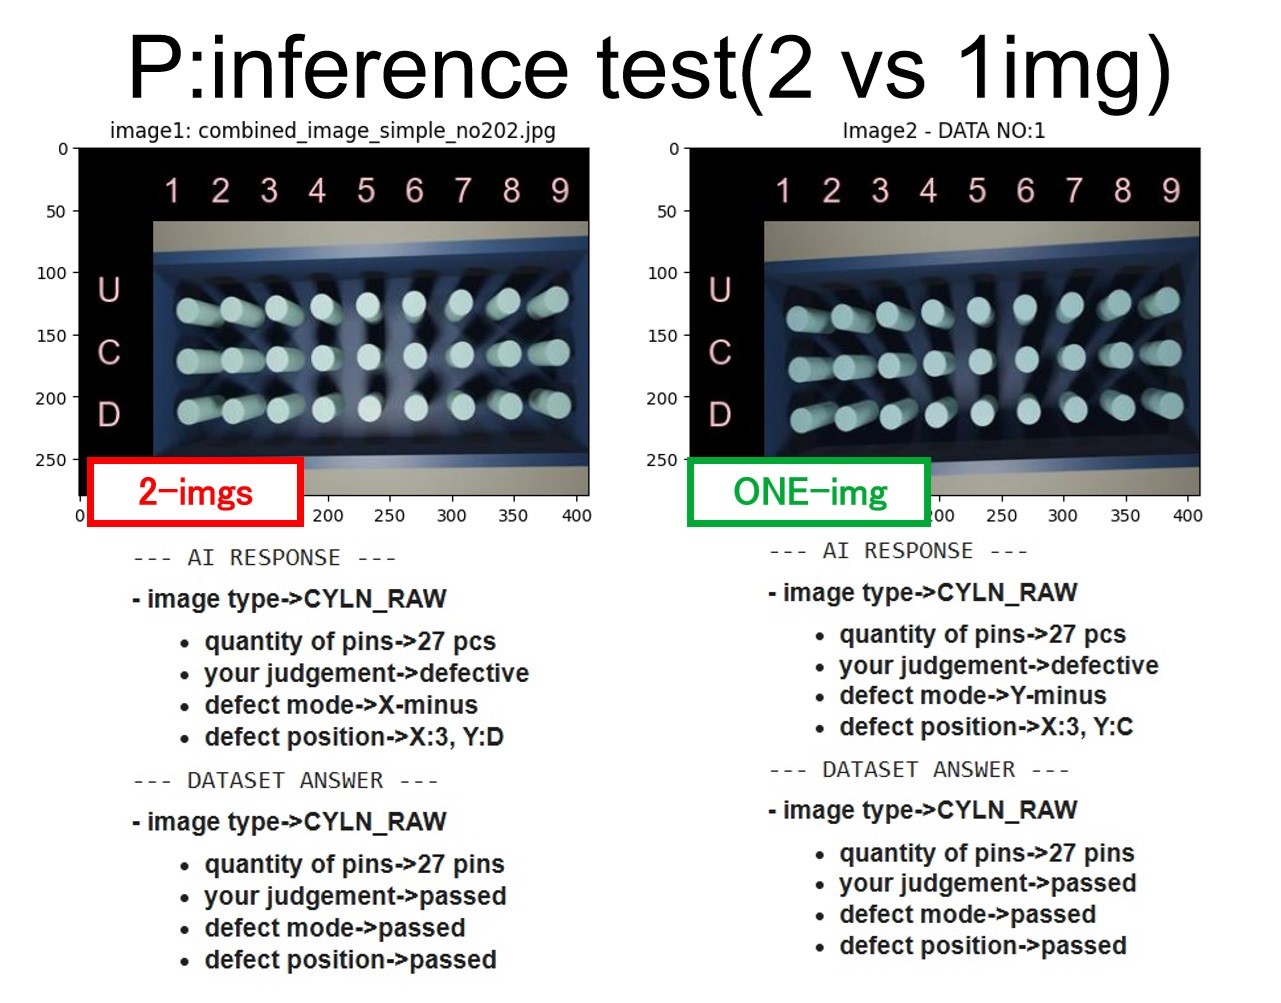 P:inference test(2 vs 1img)
image1: combined_image_simple_no202.jpg
0
50
100
150
200
250
1 2 3 4 5 6 7 8 9
U
C
D
2-imgs
0 200 250 300 350 400
--- AI RESPONSE ---
- image type->CYLN_RAW
• quantity of pins->27 pcs
• your judgement->defective
• defect mode->X-minus
• defect position->X:3, Y:D
--- DATASET ANSWER ---
- image type->CYLN_RAW
• quantity of pins->27 pins
• your judgement->passed
• defect mode->passed
• defect position->passed
Image2 - DATA NO:1
0
50
100
150
200
250
1 2 3 4 5 6 7 8 9
U
C
D
ONE-img
200 250 300 350 400
--- AI RESPONSE ---
- image type->CYLN_RAW
• quantity of pins->27 pcs
• your judgement->defective
• defect mode->Y-minus
• defect position->X:3, Y:C
--- DATASET ANSWER ---
- image type->CYLN_RAW
• quantity of pins->27 pins
• your judgement->passed
• defect mode->passed
• defect position->passed